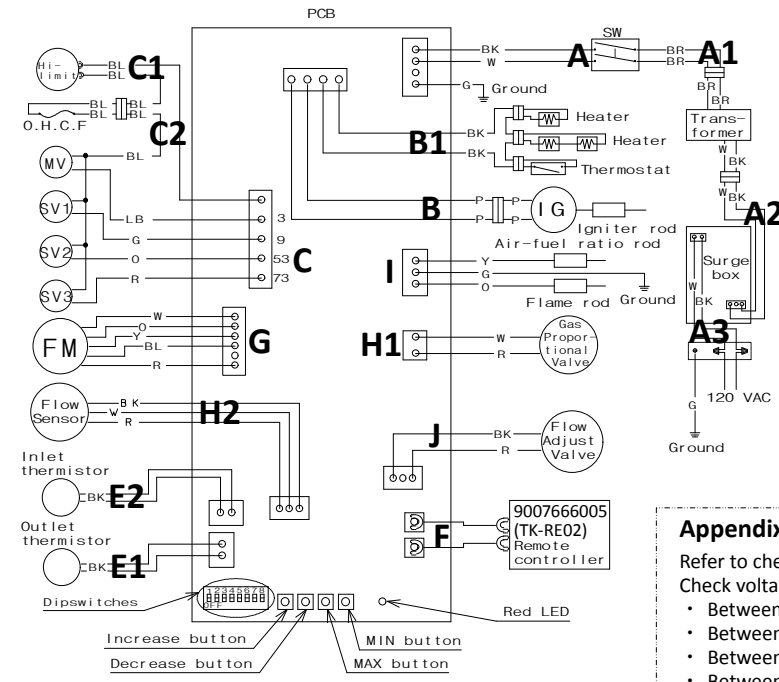 PCB
Hi-
limit
BL
BL
C1
BL
BL
BL
BL
O.H.C.F
C2
MV
BL
SV1
LB
3
G
9
SV2
O
53
C
R
73
SV3
FM
W
O
Y
BL
R
G
Flow
Sensor
BK
W
R
H2
Inlet
thermistor
BK
E2
Outlet
thermistor
BK
E1
Dipswitches
12345678
OFF
Increase button
Decrease button
MIN button
MAX button
Red LED
BK
W
A
SW
BR
BR
A1
G
Ground
BR
BR
Trans-
former
W
BK
W
BK
A2
Surge
box
W
BK
A3
120 VAC
G
Ground
B1
BK
BK
Heater
Heater
Thermostat
B
P
P
P
P
IG
Igniter rod
Air-fuel ratio rod
I
Y
G
O
Flame rod
Ground
H1
W
R
Gas
Propor-
tional
Valve
J
BK
R
Flow
Adjust
Valve
F
9007666005
(TK-RE02)
Remote
controller
Appendix
Refer to che
Check volta
・ Between
・ Between
・ Between
・ Between